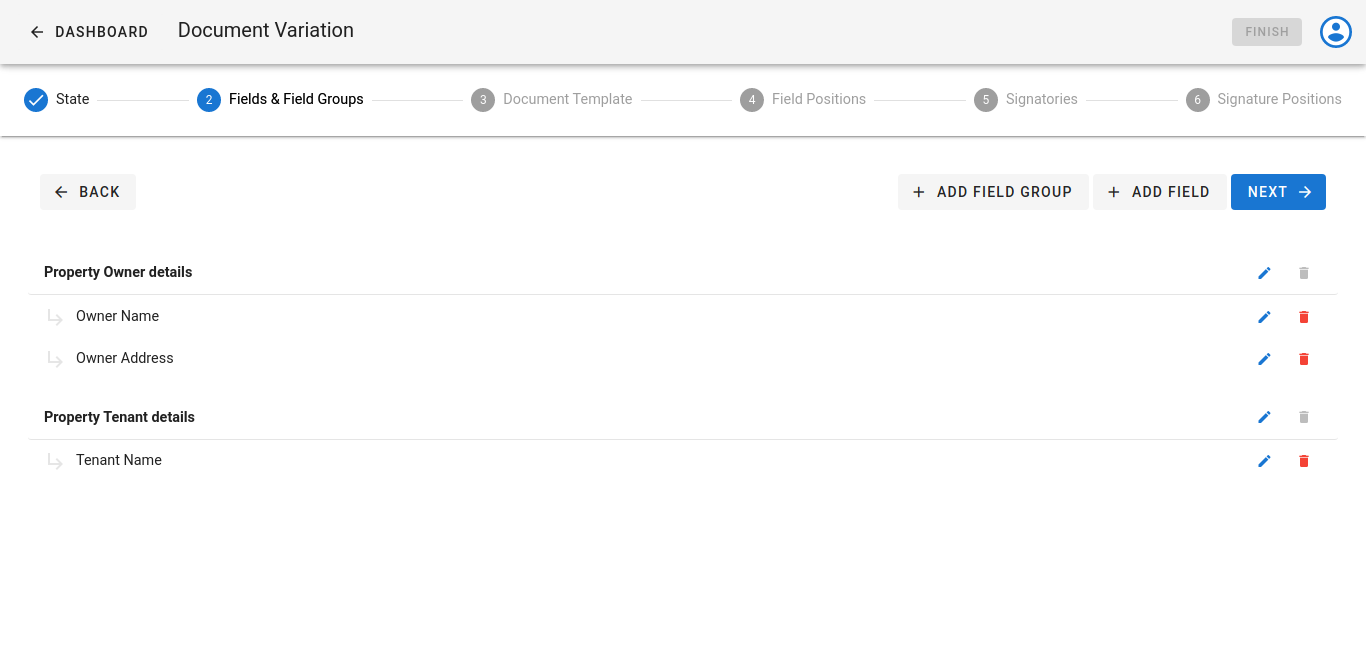 DASHBOARD Document Variation FINISH
State 2 Fields & Field Groups 3 Document Template 4 Field Positions 5 Signatories 6 Signature Positions
BACK ADD FIELD GROUP ADD FIELD NEXT
Property Owner details
Owner Name
Owner Address
Property Tenant details
Tenant Name